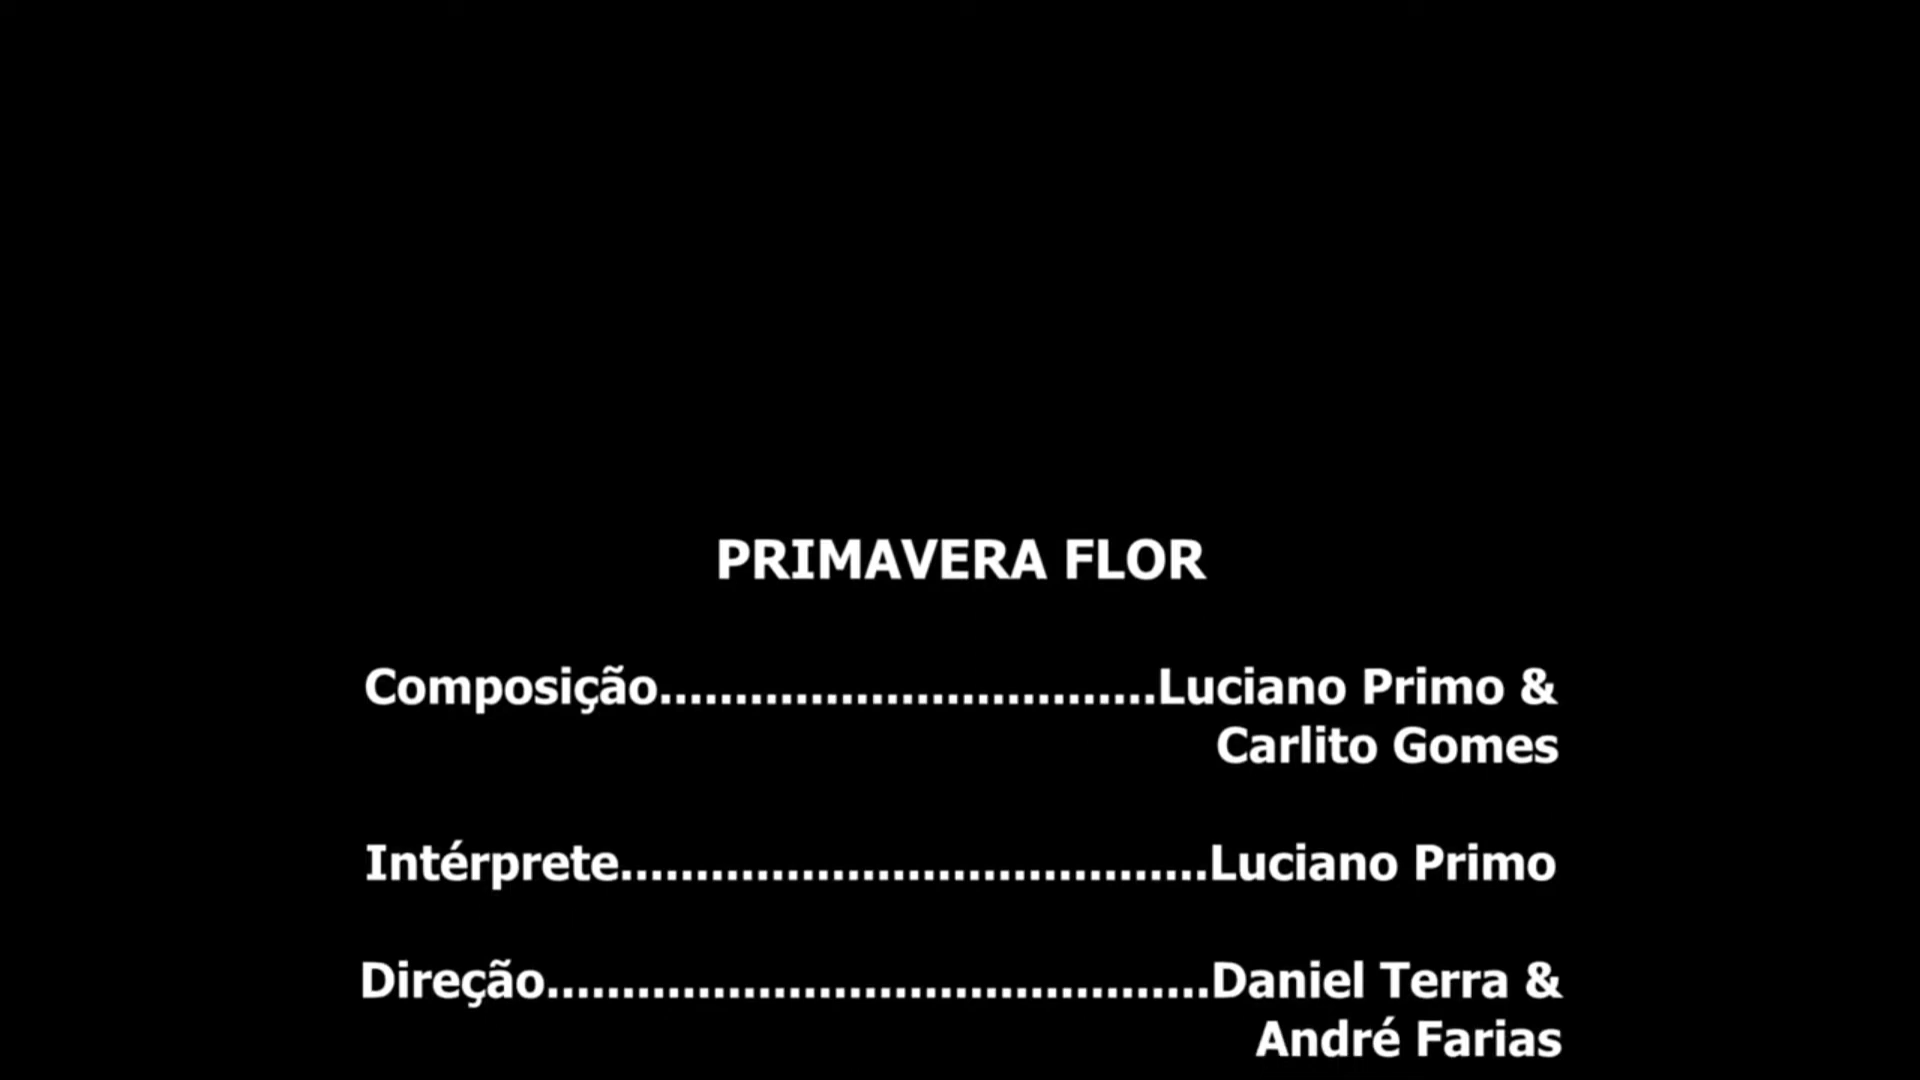 PRIMAVERA FLOR
Composição.................................Luciano Primo &
Carlito Gomes
Intérprete.......................................Luciano Primo
Direção............................................Daniel Terra &
André Farias